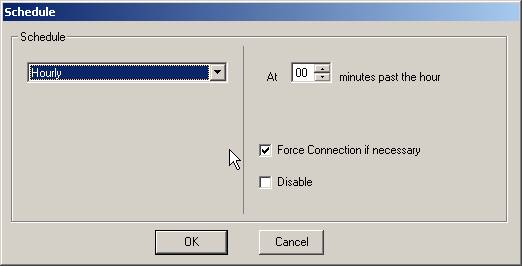 Schedule
Schedule
Hourly
At 00 minutes past the hour
Force Connection if necessary
Disable
OK Cancel